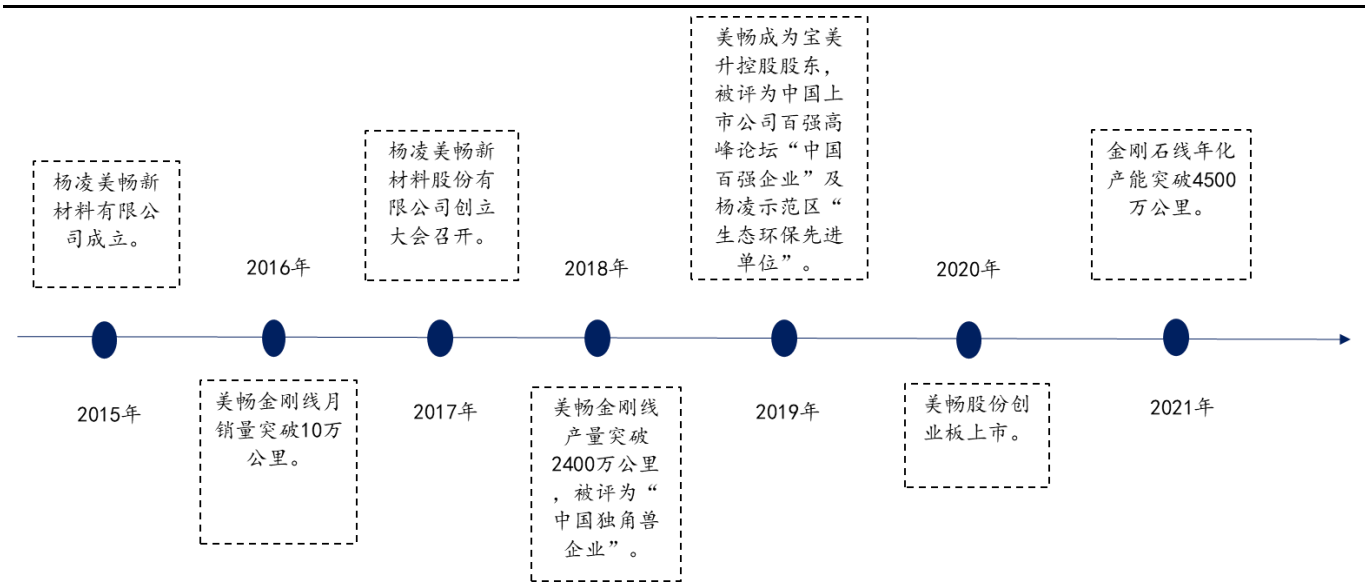 杨凌美畅新
材料有限公
司成立。
2015年
2016年
美畅金刚线月
销量突破10万
公里。
杨凌美畅新
材料股份有
限公司创立
大会召开。
2017年
2018年
美畅金刚线
产量突破
2400万公里
，被评为“
中国独角兽
企业”。
美畅成为宝美
升控股股东，
被评为中国上
市公司百强高
峰论坛“中国
百强企业”及
杨凌示范区“
生态环保先进
单位”。
2019年
2020年
美畅股份创
业板上市。
金刚石线年化
产能突破4500
万公里。
2021年